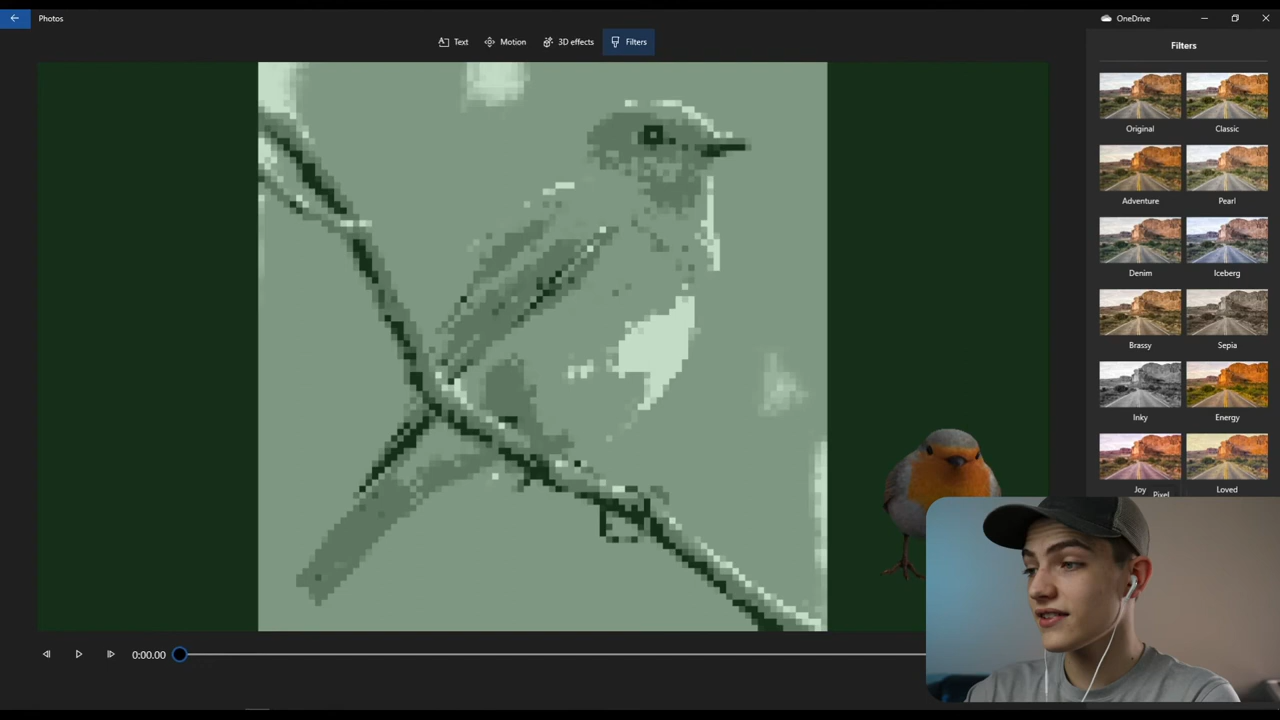 Photos
OneDrive
Text Motion 3D effects Filters
Filters
Original Classic
Adventure Pearl
Denim Iceberg
Brassy Sepia
Inky Energy
Joy Loved
Pixel
0:00.00